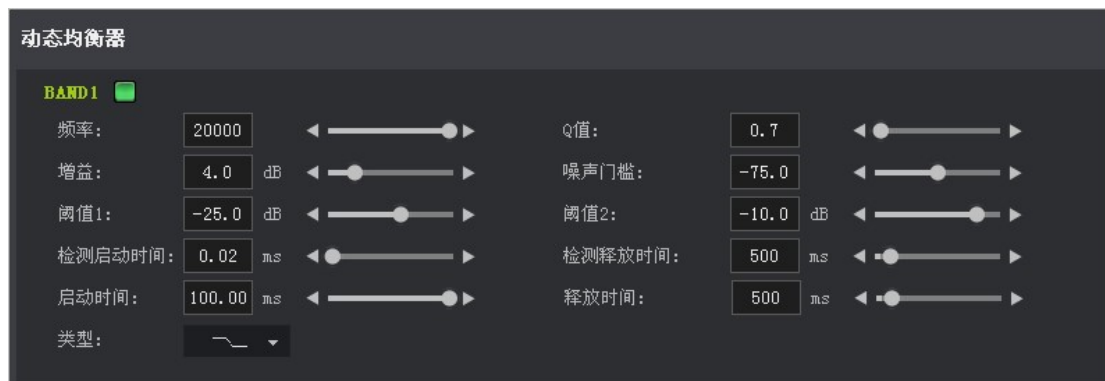 动态均衡器
BAND1
频率: 20000 Q值: 0.7
增益: 4.0 dB 噪声门槛: -75.0
阈值1: -25.0 dB 阈值2: -10.0 dB
检测启动时间: 0.02 ms 检测释放时间: 500 ms
启动时间: 100.00 ms 释放时间: 500 ms
类型: